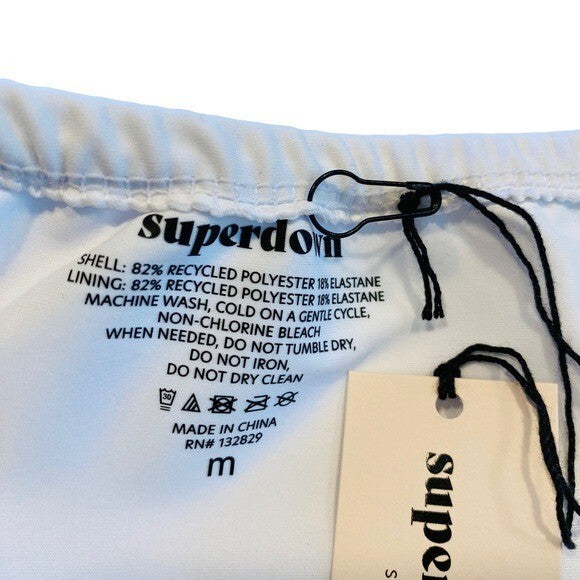 superdown
SHELL: 82% RECYCLED POLYESTER 18% ELASTANE
LINING: 82% RECYCLED POLYESTER 18% ELASTANE
MACHINE WASH, COLD ON A GENTLE CYCLE,
NON-CHLORINE BLEACH
WHEN NEEDED, DO NOT TUMBLE DRY,
DO NOT IRON,
DO NOT DRY CLEAN
30
MADE IN CHINA
RN# 132829
m
super
S